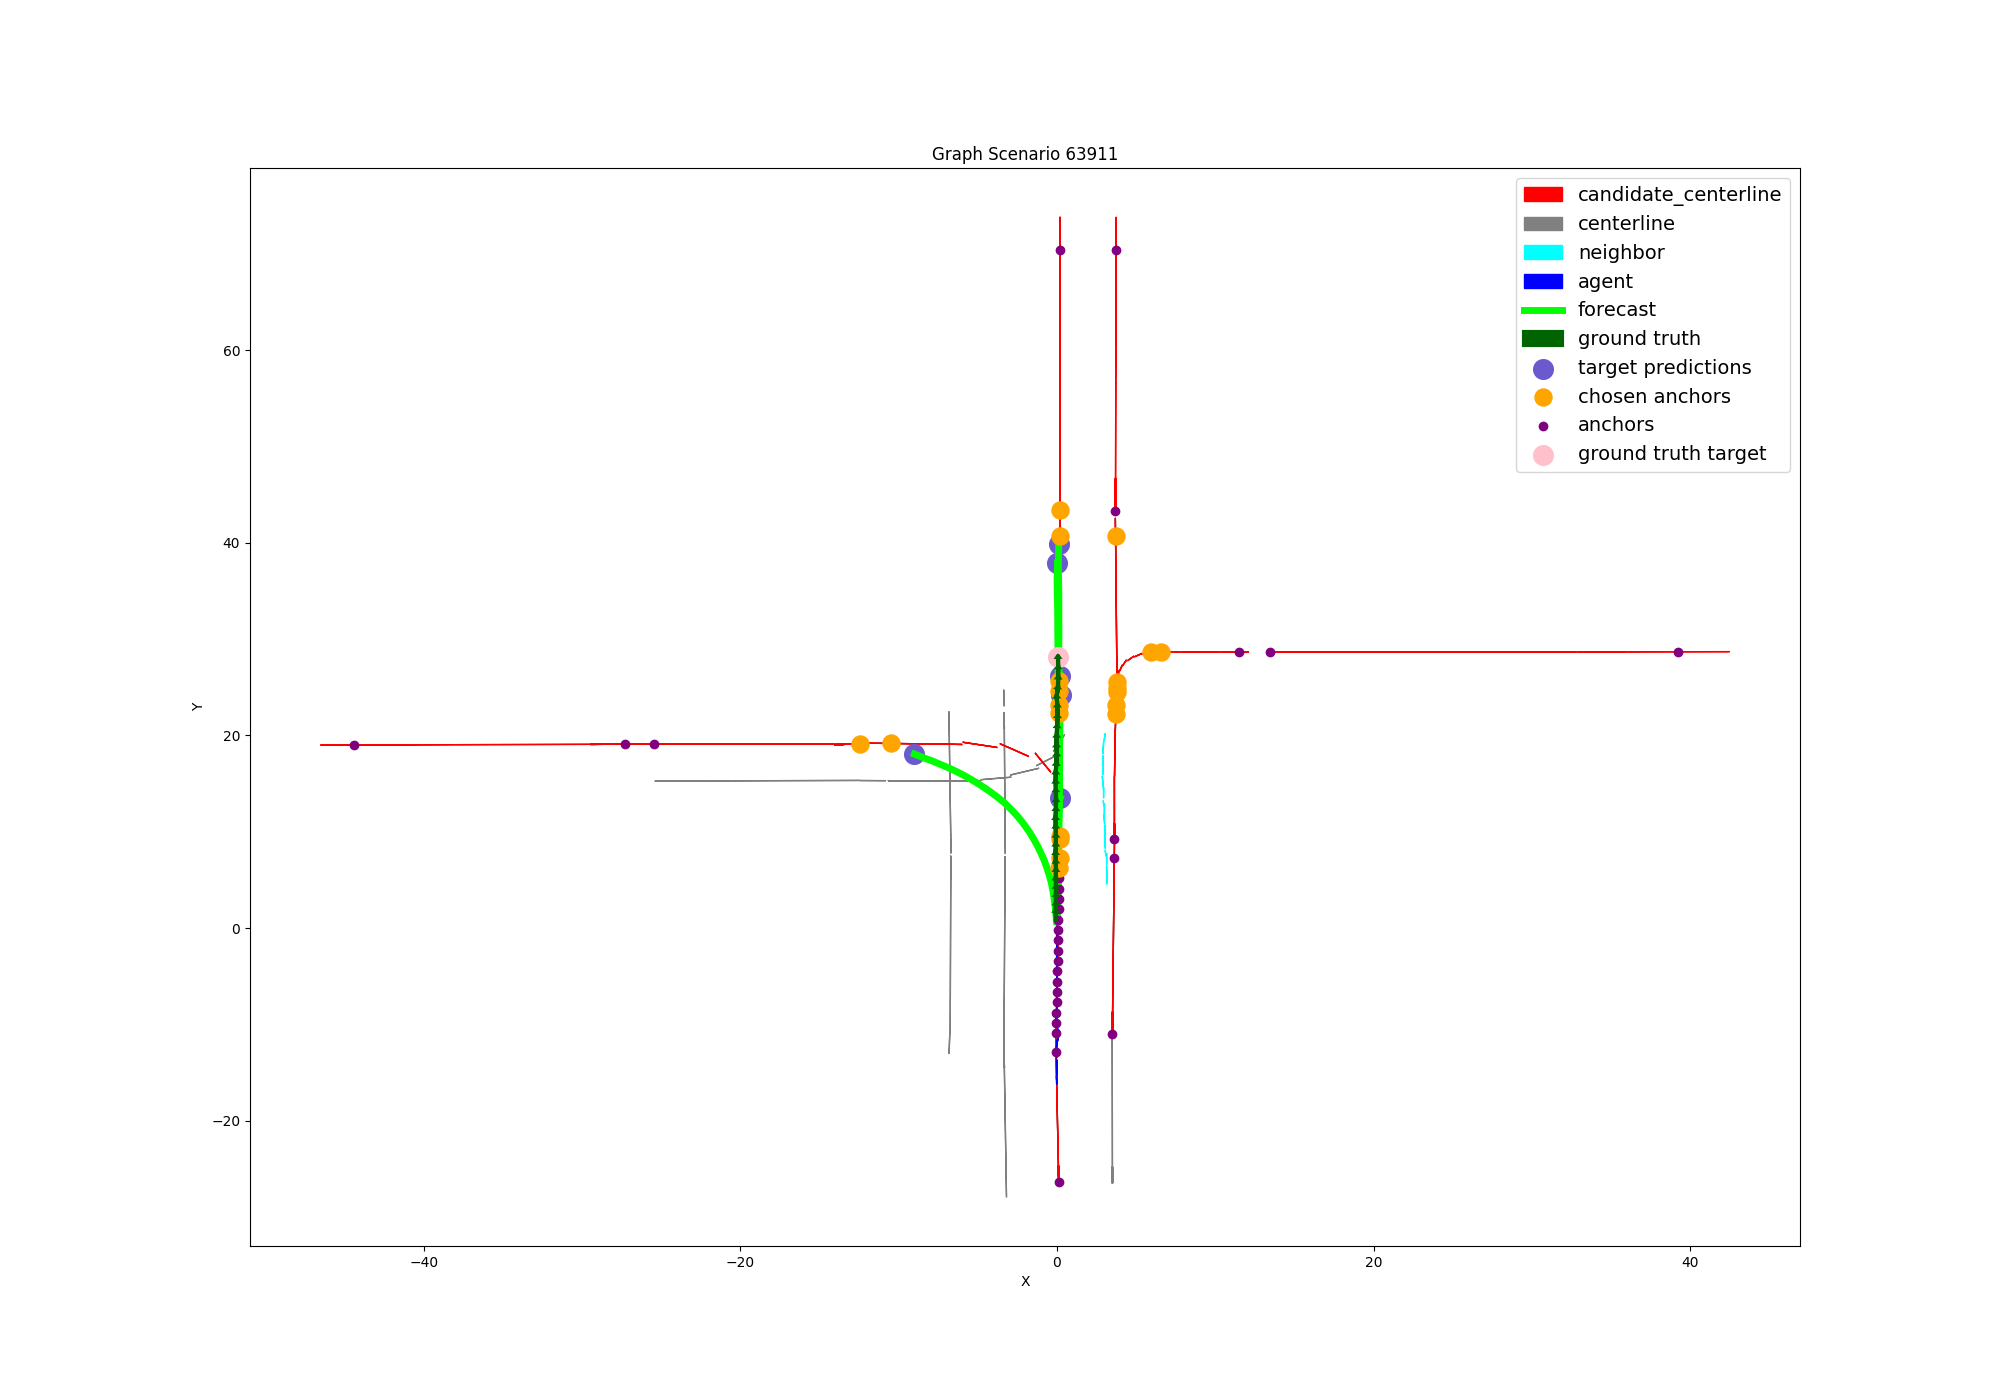 Graph Scenario 63911
candidate_centerline
centerline
neighbor
agent
forecast
ground truth
target predictions
chosen anchors
anchors
ground truth target
60
40
20
0
−20
Y
−40
−20
0
20
40
X